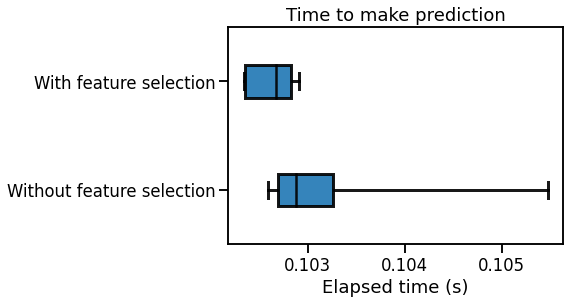 Time to make prediction
With feature selection
Without feature selection
0.103 0.104 0.105
Elapsed time (s)